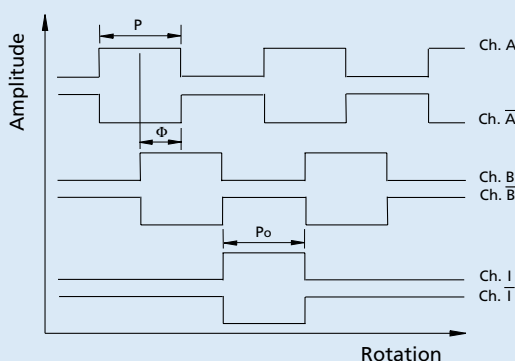 Amplitude
P
Ch. A
Ch. A̅
Φ
Ch. B
Ch. B̅
Po
Ch. I
Ch. I̅
Rotation